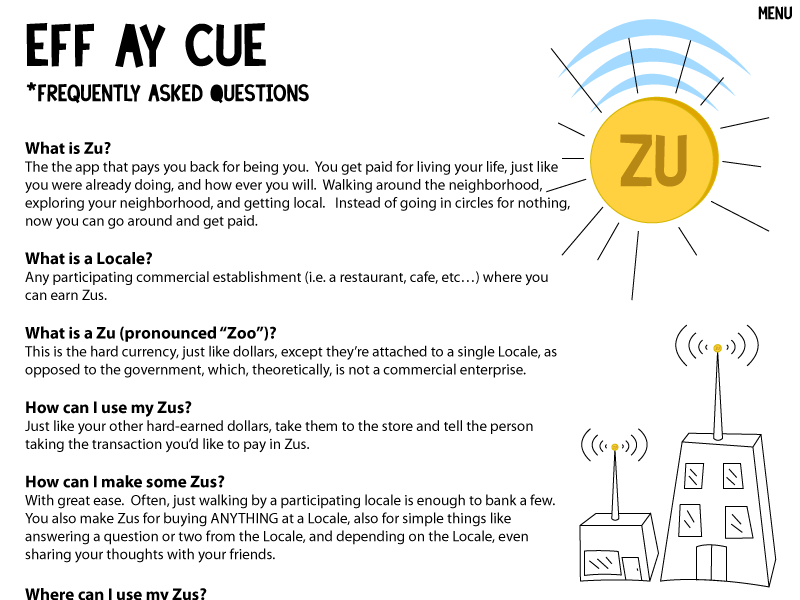 MENU
EFF AY CUE
*FREQUENTLY ASKED QUESTIONS
ZU
What is Zu?
The the app that pays you back for being you.  You get paid for living your life, just like
you were already doing, and how ever you will.  Walking around the neighborhood,
exploring your neighborhood, and getting local.   Instead of going in circles for nothing,
now you can go around and get paid.
What is a Locale?
Any participating commercial establishment (i.e. a restaurant, cafe, etc…) where you
can earn Zus.
What is a Zu (pronounced “Zoo”)?
This is the hard currency, just like dollars, except they’re attached to a single Locale, as
opposed to the government, which, theoretically, is not a commercial enterprise.
How can I use my Zus?
Just like your other hard-earned dollars, take them to the store and tell the person
taking the transaction you’d like to pay in Zus.
How can I make some Zus?
With great ease.  Often, just walking by a participating locale is enough to bank a few.
You also make Zus for buying ANYTHING at a Locale, also for simple things like
answering a question or two from the Locale, and depending on the Locale, even
sharing your thoughts with your friends.
Where can I use my Zus?